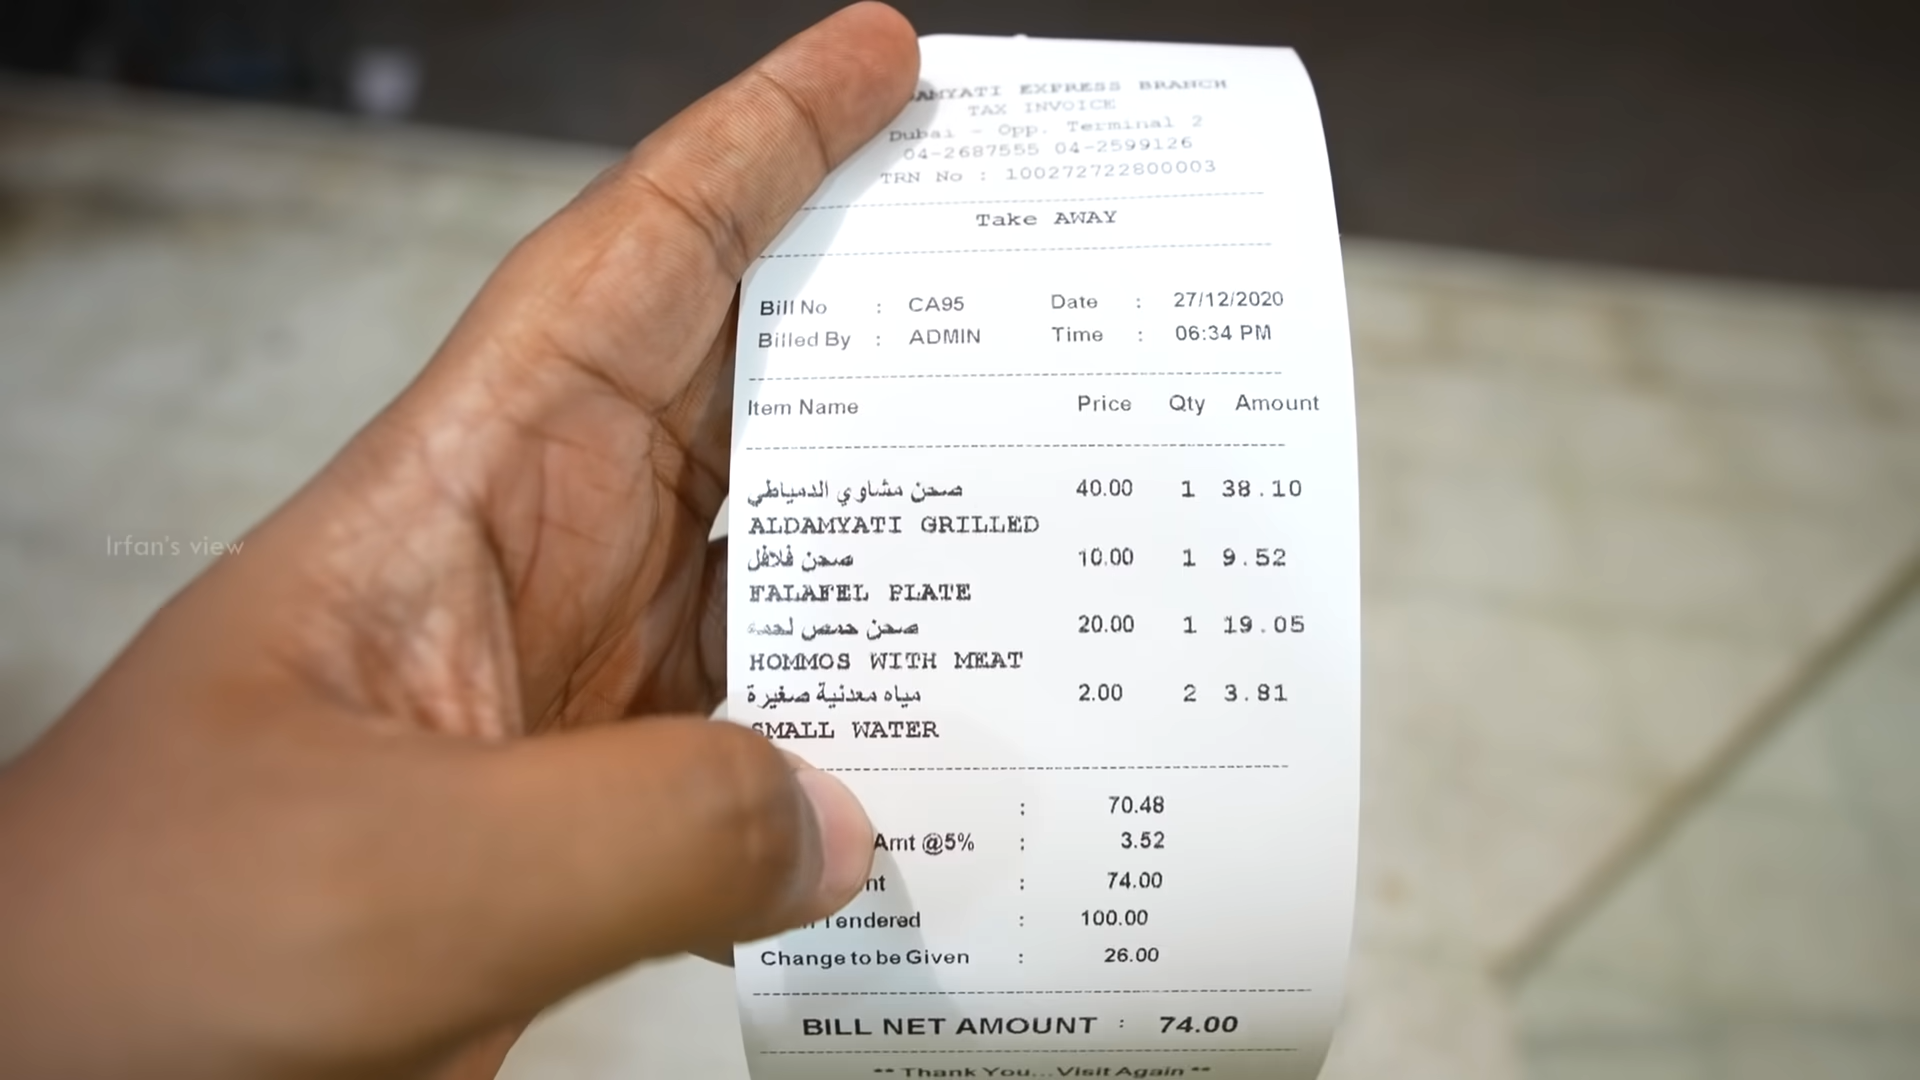 DAMYATI EXPRESS BRANCH
TAX INVOICE
Dubai - Opp. Terminal 2
04-2687555 04-2599126
TRN No : 100272722800003
Take AWAY
Bill No : CA95 Date : 27/12/2020
Billed By : ADMIN Time : 06:34 PM
Item Name Price Qty Amount
صحن مشاوي الدمياطي 40.00 1 38.10
ALDAMYATI GRILLED
صحن فلافل 10.00 1 9.52
FALAFEL PLATE
صحن حمص لحمة 20.00 1 19.05
HOMMOS WITH MEAT
مياه معدنية صغيرة 2.00 2 3.81
SMALL WATER
: 70.48
Amt @5% : 3.52
nt : 74.00
Tendered : 100.00
Change to be Given : 26.00
BILL NET AMOUNT : 74.00
** Thank You...Visit Again **
Irfan's view